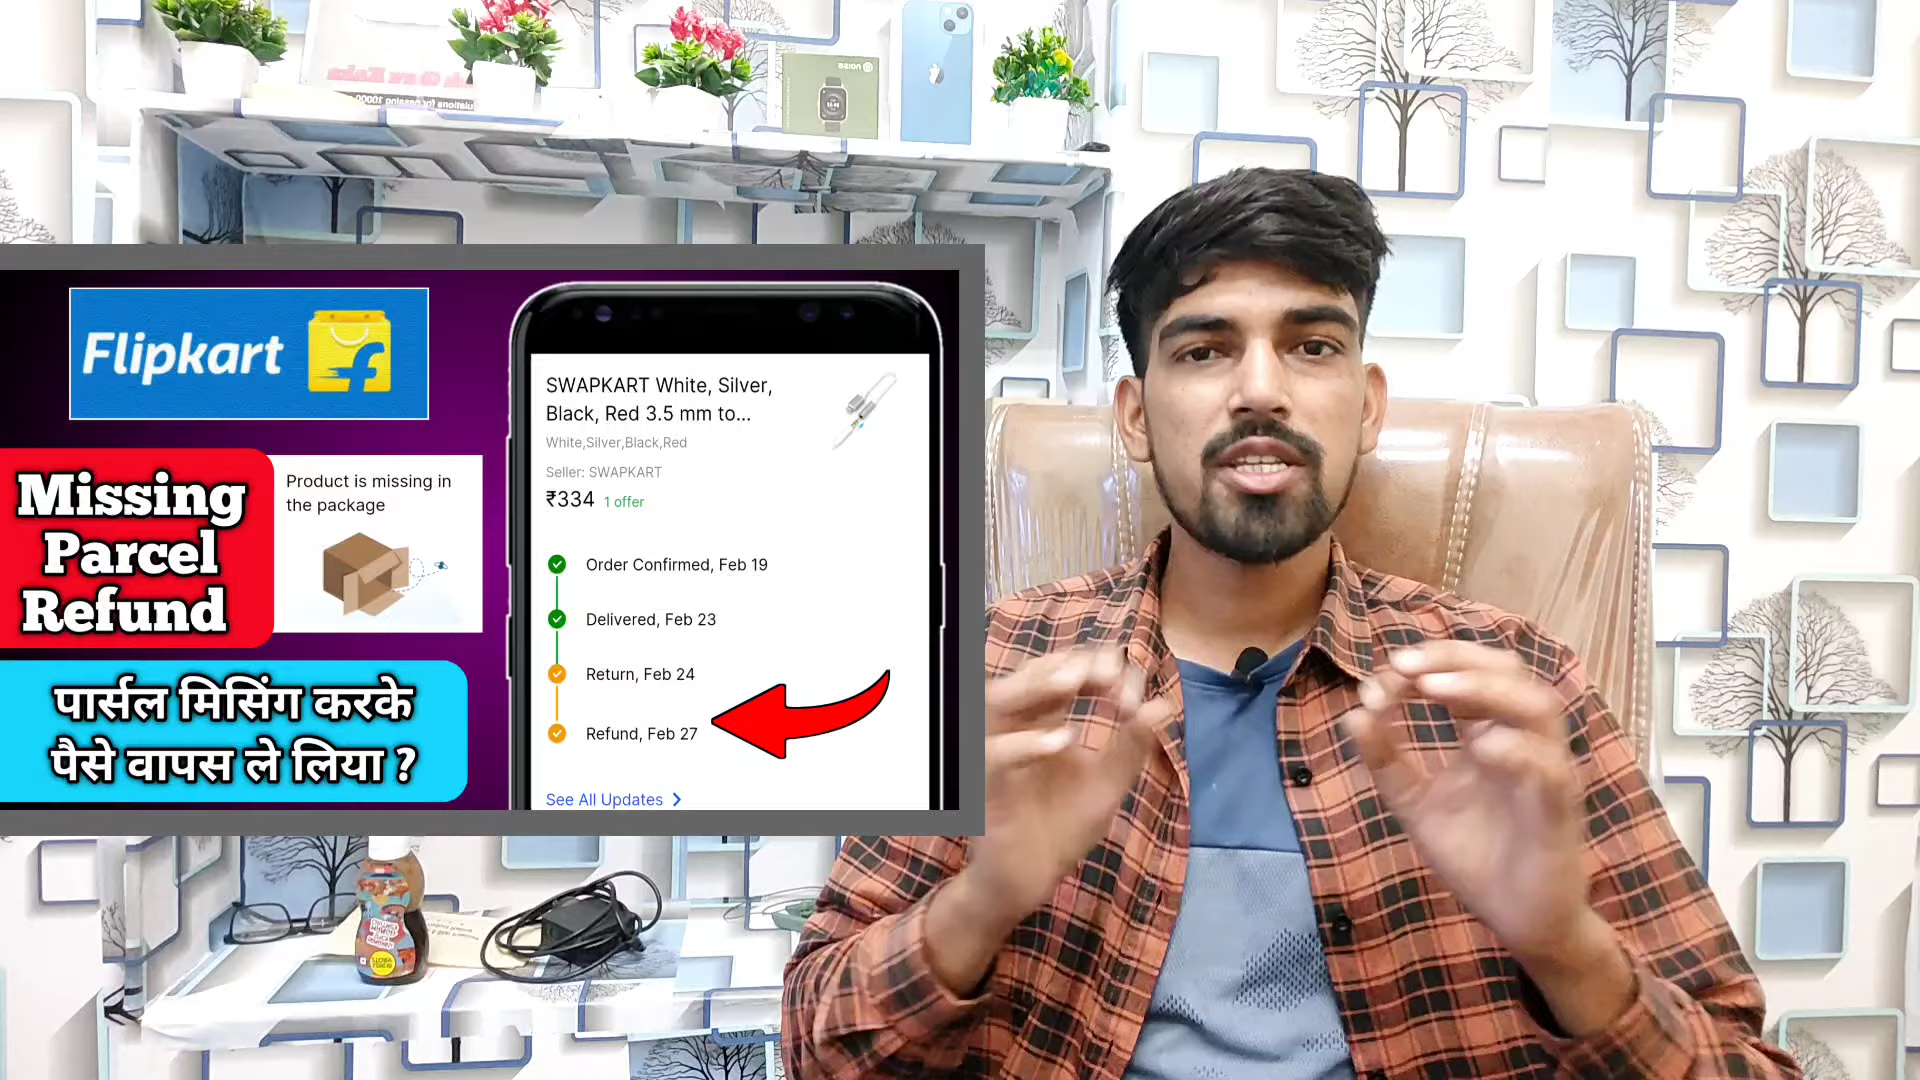 NOISE
Flipkart
Missing
Parcel
Refund
Product is missing in
the package
पार्सल मिसिंग करके
पैसे वापस ले लिया ?
SWAPKART White, Silver,
Black, Red 3.5 mm to...
White,Silver,Black,Red
Seller: SWAPKART
₹334 1 offer
Order Confirmed, Feb 19
Delivered, Feb 23
Return, Feb 24
Refund, Feb 27
See All Updates